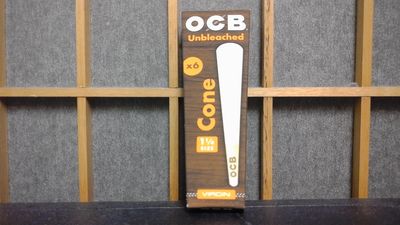 OCB
Unbleached
x6
Cone
1¼
SIZE
OCB
VIRGIN